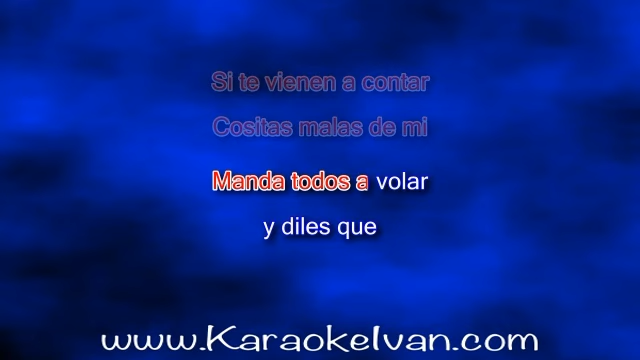 Si te vienen a contar
Cositas malas de mi
Manda todos a volar
y diles que
www.KaraokeIvan.com